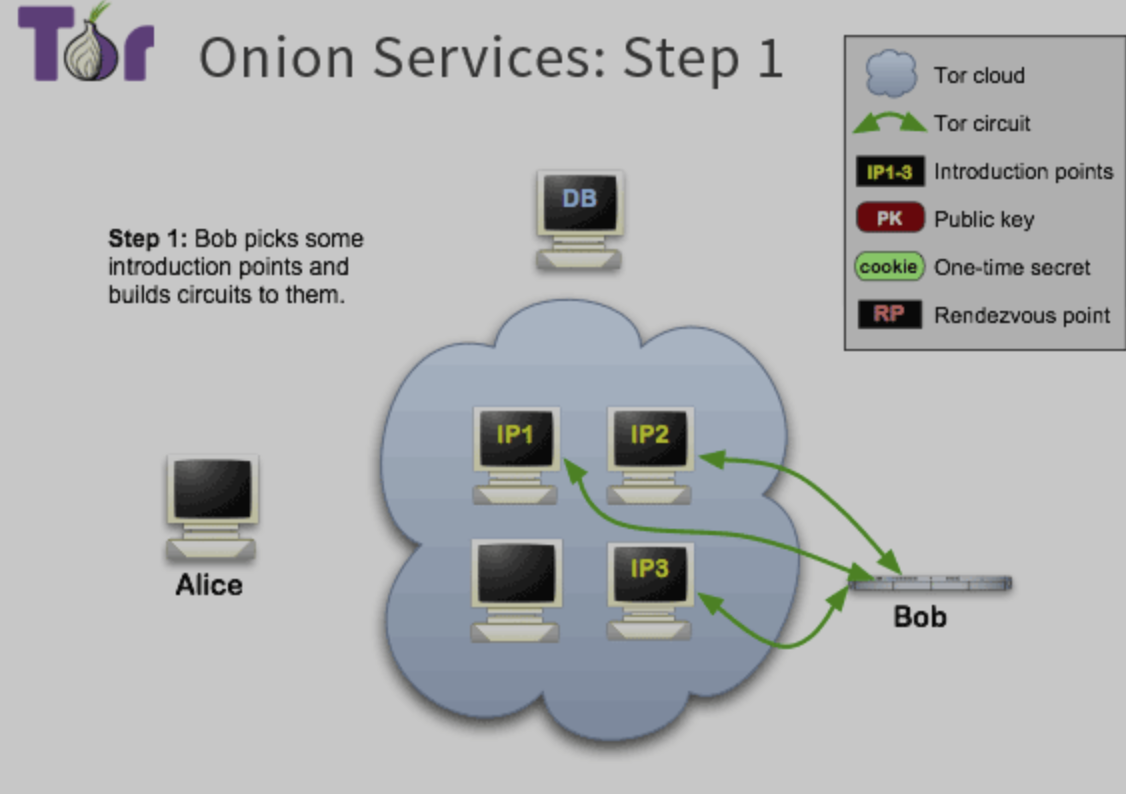 Tor
Onion Services: Step 1
Tor cloud
Tor circuit
IP1-3 Introduction points
PK Public key
cookie One-time secret
RP Rendezvous point
DB
Step 1: Bob picks some
introduction points and
builds circuits to them.
IP1 IP2
IP3
Alice
Bob